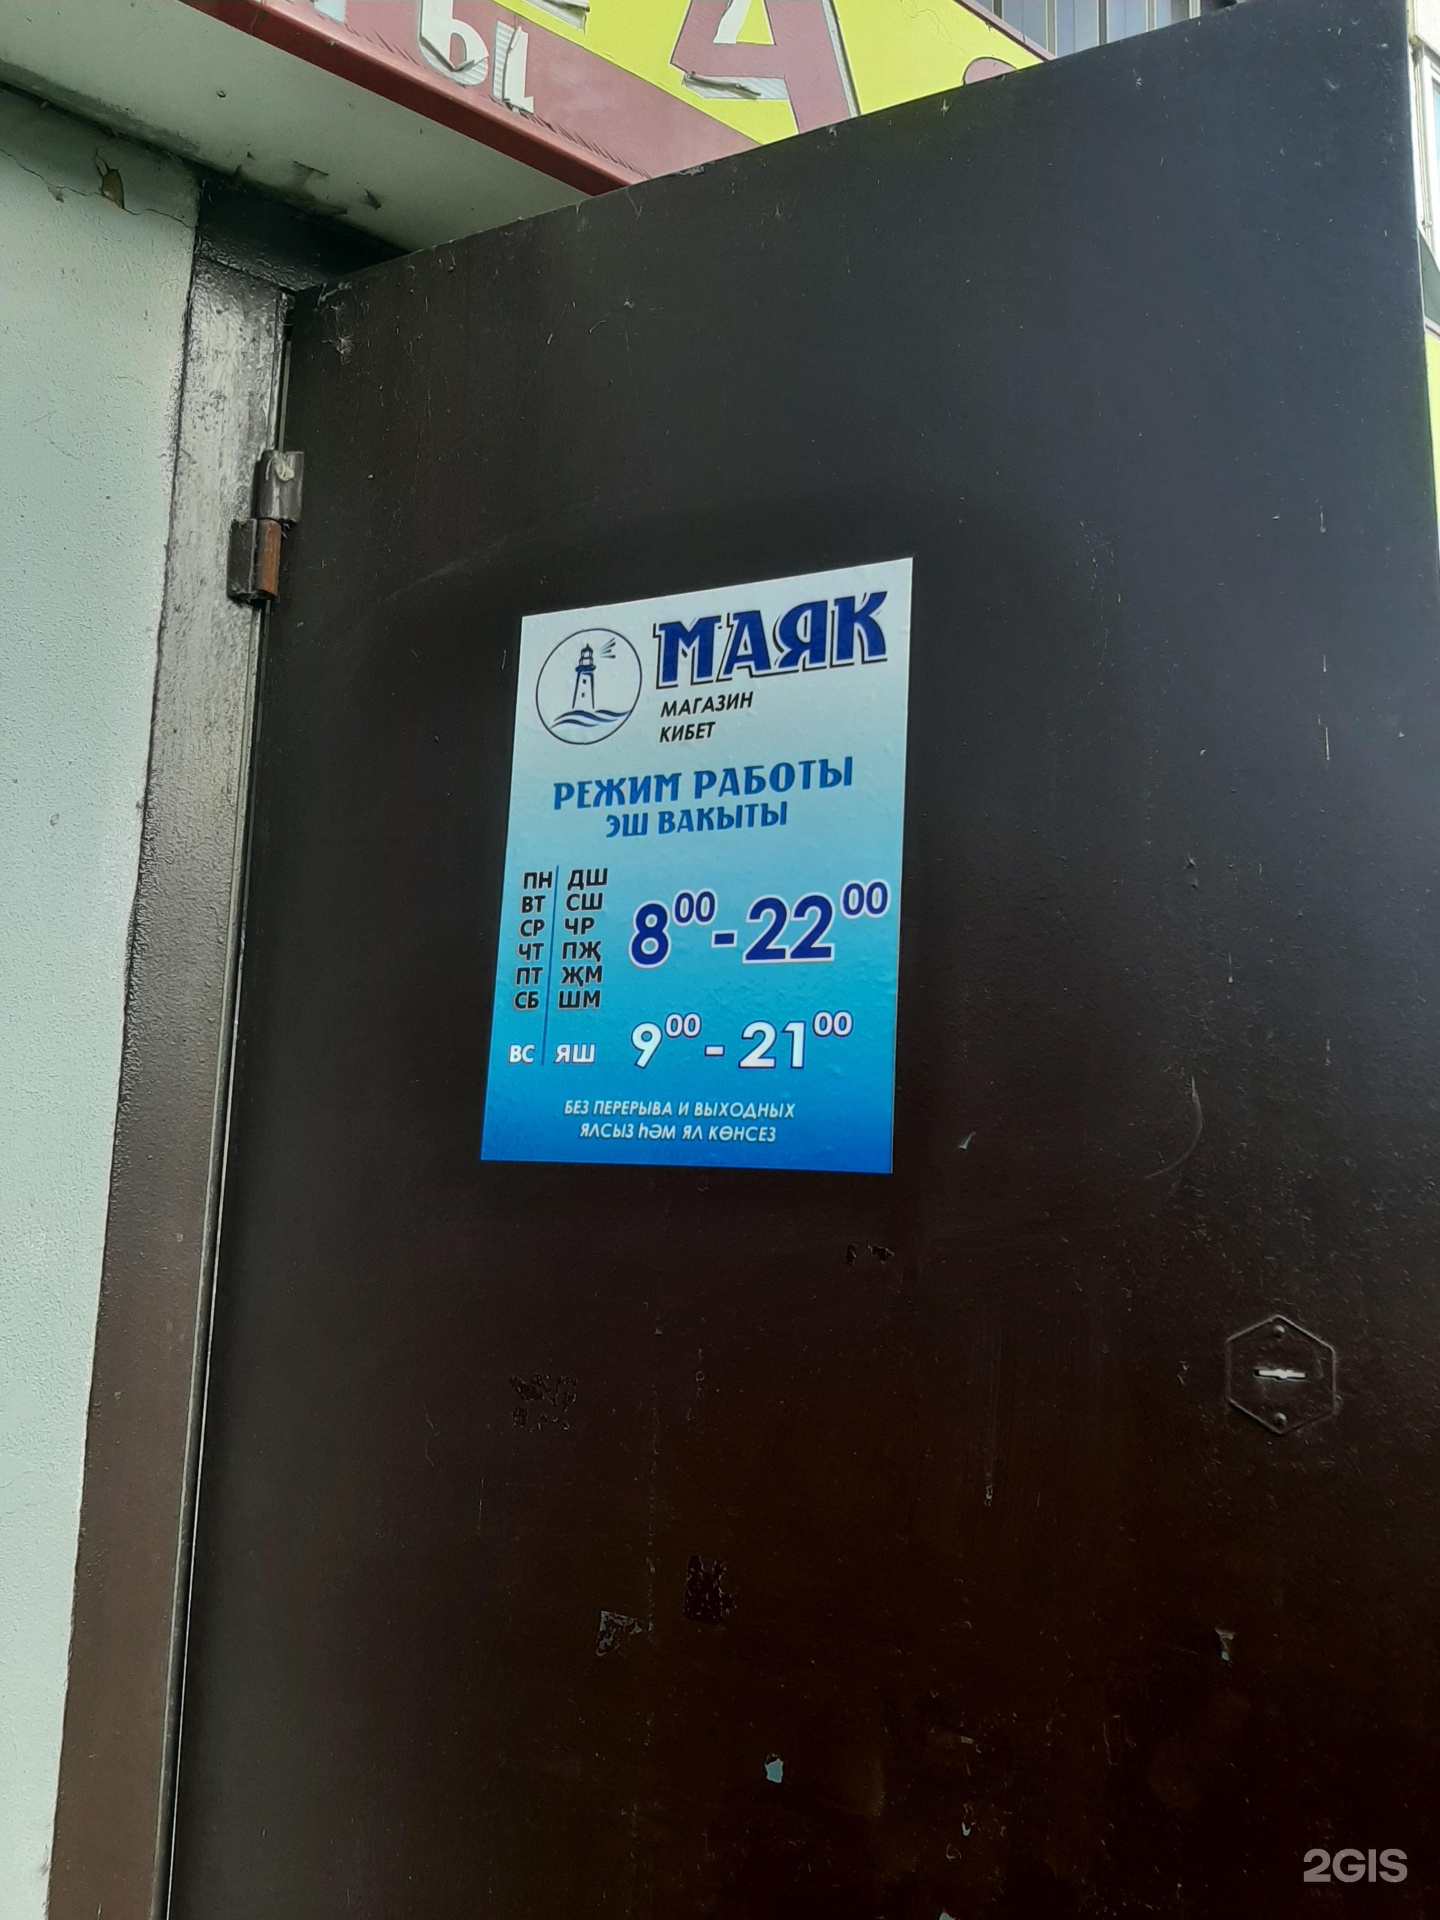 МАЯК
МАГАЗИН
КИБЕТ
РЕЖИМ РАБОТЫ
ЭШ ВАКЫТЫ
ПН ДШ
ВТ СШ
СР ЧР
ЧТ ПҖ
ПТ ҖМ
СБ ШМ
8⁰⁰-22⁰⁰
ВС ЯШ 9⁰⁰-21⁰⁰
БЕЗ ПЕРЕРЫВА И ВЫХОДНЫХ
ЯЛСЫЗ ҺӘМ ЯЛ КӨНСЕЗ
2GIS